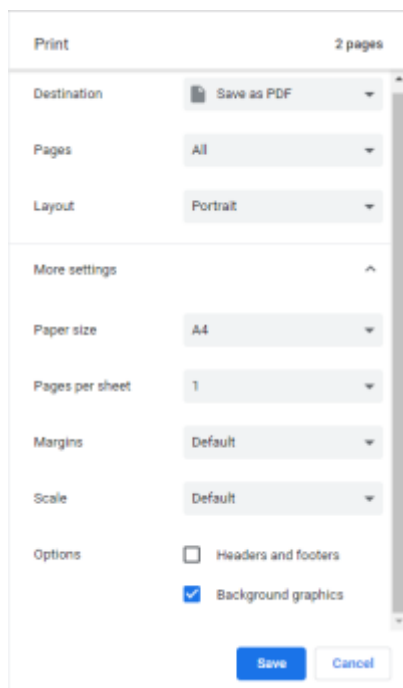 Print 2 pages
Destination Save as PDF
Pages All
Layout Portrait
More settings
Paper size A4
Pages per sheet 1
Margins Default
Scale Default
Options Headers and footers
Background graphics
Save Cancel